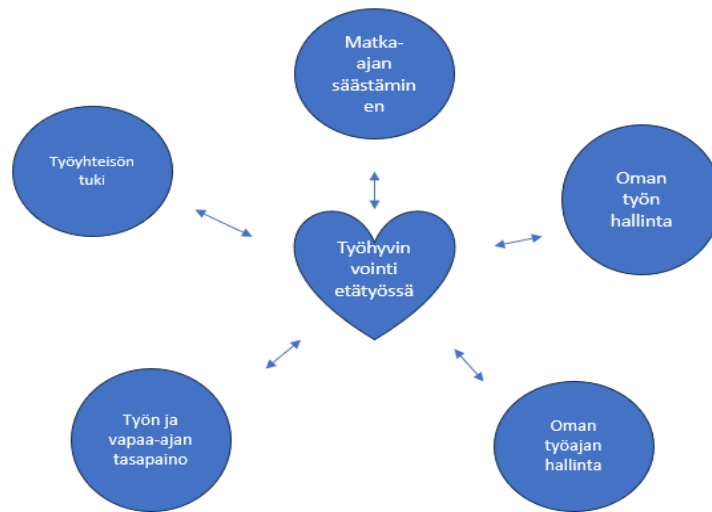 Matka-
ajan
säästämin
en
Työyhteisön
tuki
Oman
työn
hallinta
Työhyvin
vointi
etätyössä
Työn ja
vapaa-ajan
tasapaino
Oman
työajan
hallinta